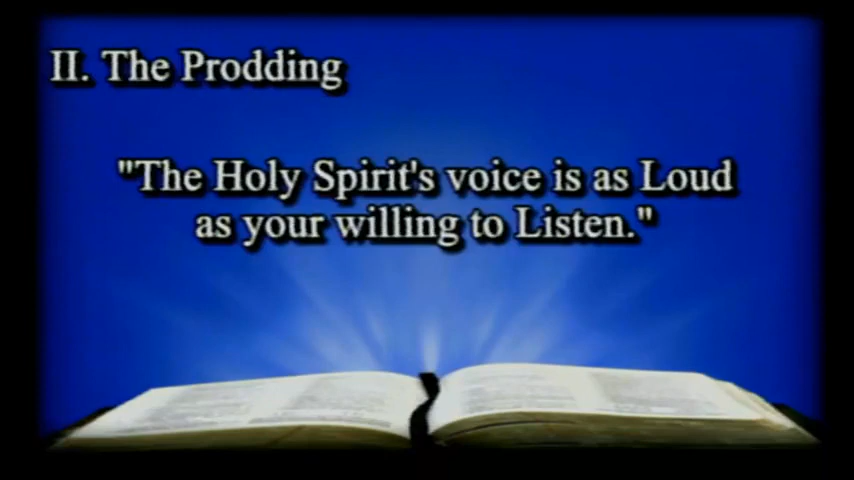 II. The Prodding
"The Holy Spirit's voice is as Loud
as your willing to Listen."